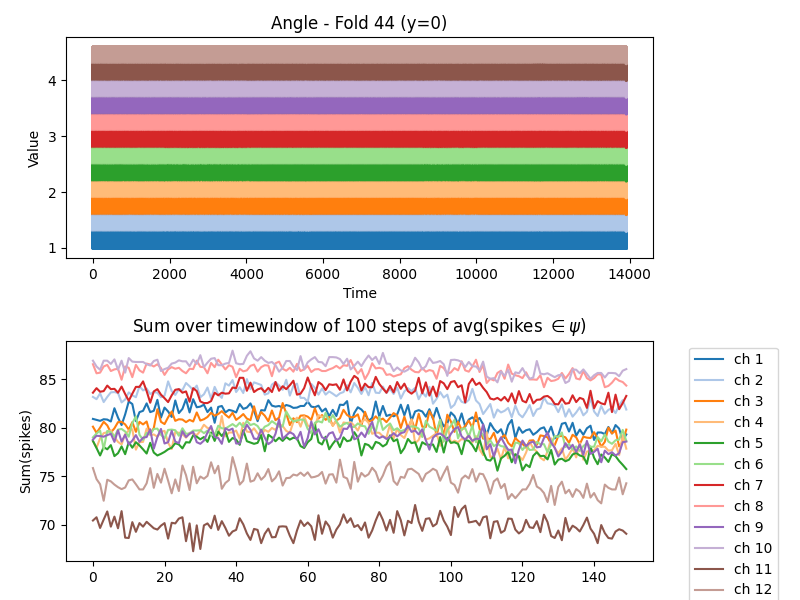 Angle - Fold 44 (y=0)
Value
4
3
2
1
0 2000 4000 6000 8000 10000 12000 14000
Time
Sum over timewindow of 100 steps of avg(spikes ∈ ψ)
Sum(spikes)
85
80
75
70
0 20 40 60 80 100 120 140
ch 1
ch 2
ch 3
ch 4
ch 5
ch 6
ch 7
ch 8
ch 9
ch 10
ch 11
ch 12